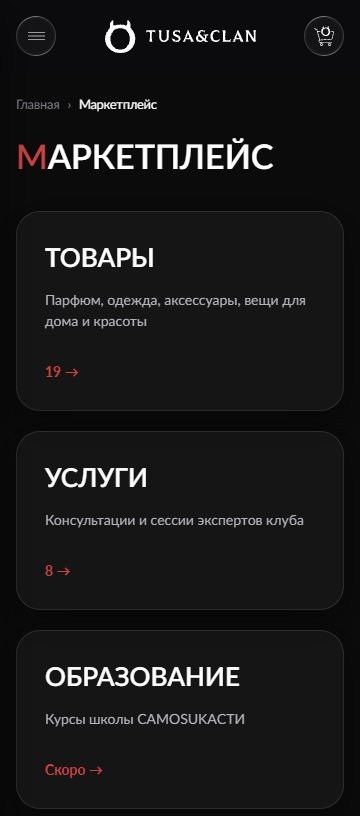 TUSA&CLAN
Главная › Маркетплейс
МАРКЕТПЛЕЙС
ТОВАРЫ
Парфюм, одежда, аксессуары, вещи для
дома и красоты
19 →
УСЛУГИ
Консультации и сессии экспертов клуба
8 →
ОБРАЗОВАНИЕ
Курсы школы CAMOSUKАСТИ
Скоро →